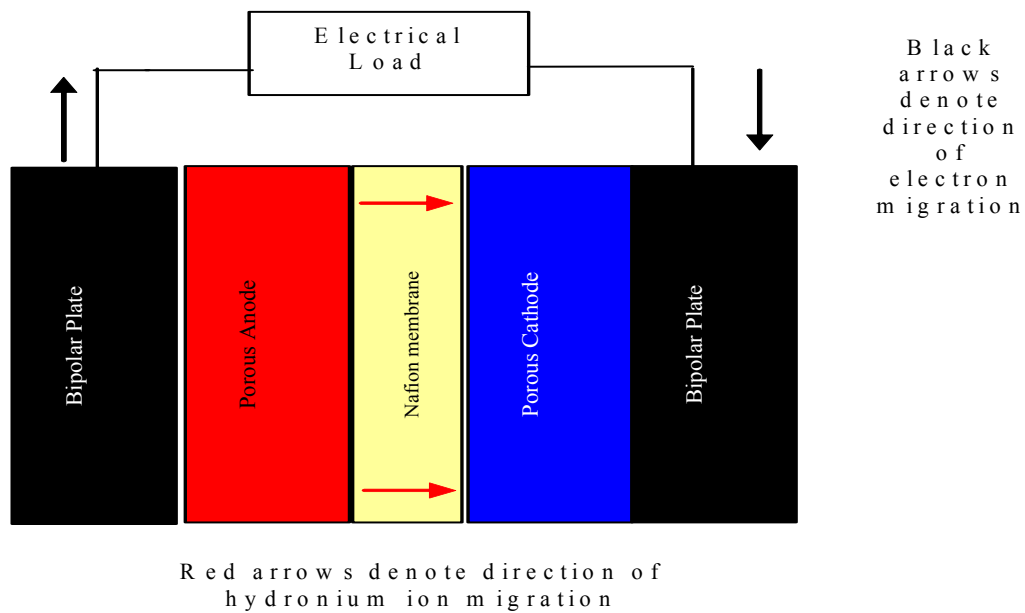 Electrical
Load
Black
arrows
denote
direction
of
electron
migration
Bipolar Plate
Porous Anode
Nafion membrane
Porous Cathode
Bipolar Plate
Red arrows denote direction of
hydronium ion migration